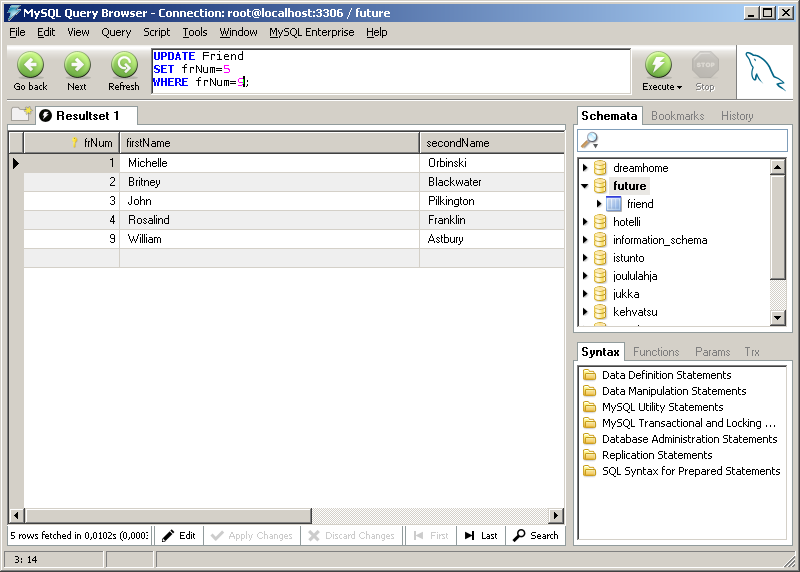 MySQL Query Browser - Connection: root@localhost:3306 / future
File Edit View Query Script Tools Window MySQL Enterprise Help
Go back Next Refresh
UPDATE Friend
SET frNum=5
WHERE frNum=9;
Execute Stop
Resultset 1
frNum firstName secondName
1 Michelle Orbinski
2 Britney Blackwater
3 John Pilkington
4 Rosalind Franklin
9 William Astbury
5 rows fetched in 0,0102s (0,000
Edit Apply Changes Discard Changes First Last Search
3: 14
Schemata Bookmarks History
dreamhome
future
friend
hotelli
information_schema
istunto
joululahja
jukka
kehvatsu
Syntax Functions Params Trx
Data Definition Statements
Data Manipulation Statements
MySQL Utility Statements
MySQL Transactional and Locking ...
Database Administration Statements
Replication Statements
SQL Syntax for Prepared Statements